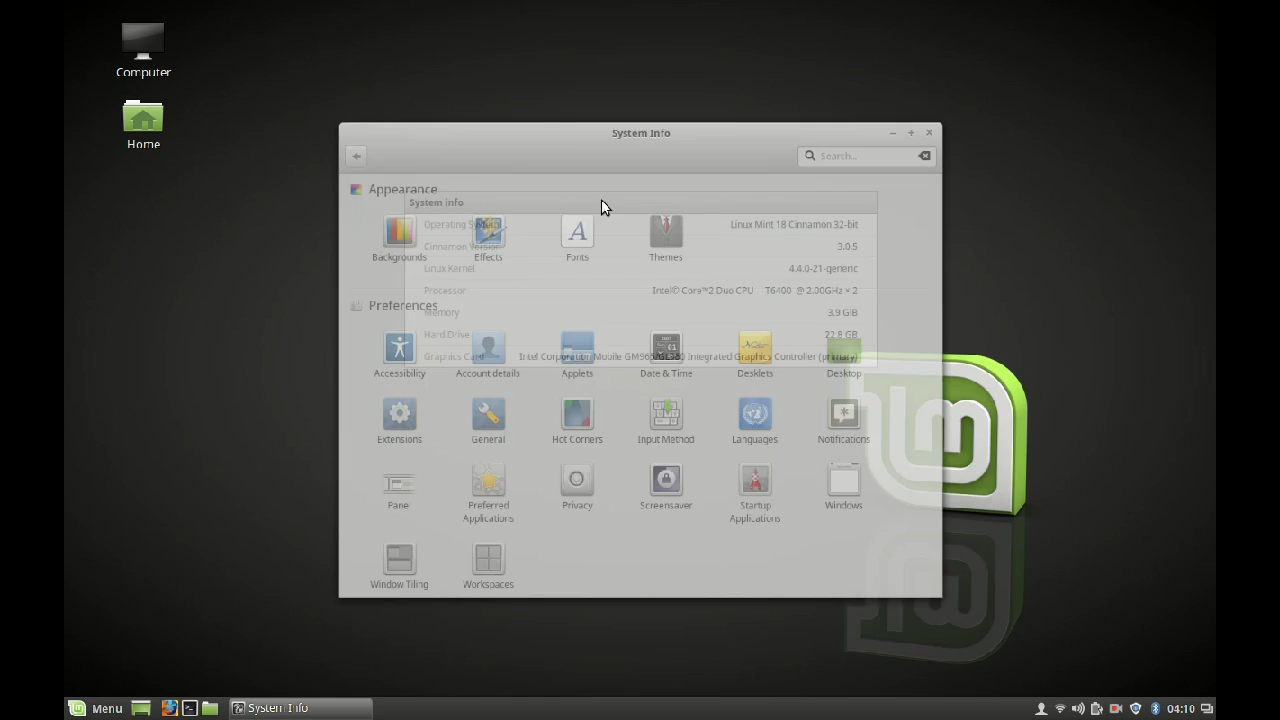 Computer
Home
System Info
Search...
Appearance
System info
Operating System
Linux Mint 18 Cinnamon 32-bit
Backgrounds
Effects
Fonts
Themes
Cinnamon Version
3.0.5
Linux Kernel
4.4.0-21-generic
Processor
Intel© Core™2 Duo CPU T6400 @ 2.00GHz × 2
Preferences
Memory
3.9 GiB
Hard Drive
22.8 GB
Graphics Card
Intel Corporation Mobile GM965/GL960 Integrated Graphics Controller (primary)
Accessibility
Account details
Applets
Date & Time
Desklets
Desktop
Extensions
General
Hot Corners
Input Method
Languages
Notifications
Panel
Preferred
Applications
Privacy
Screensaver
Startup
Applications
Windows
Window Tiling
Workspaces
Menu
System Info
04:10